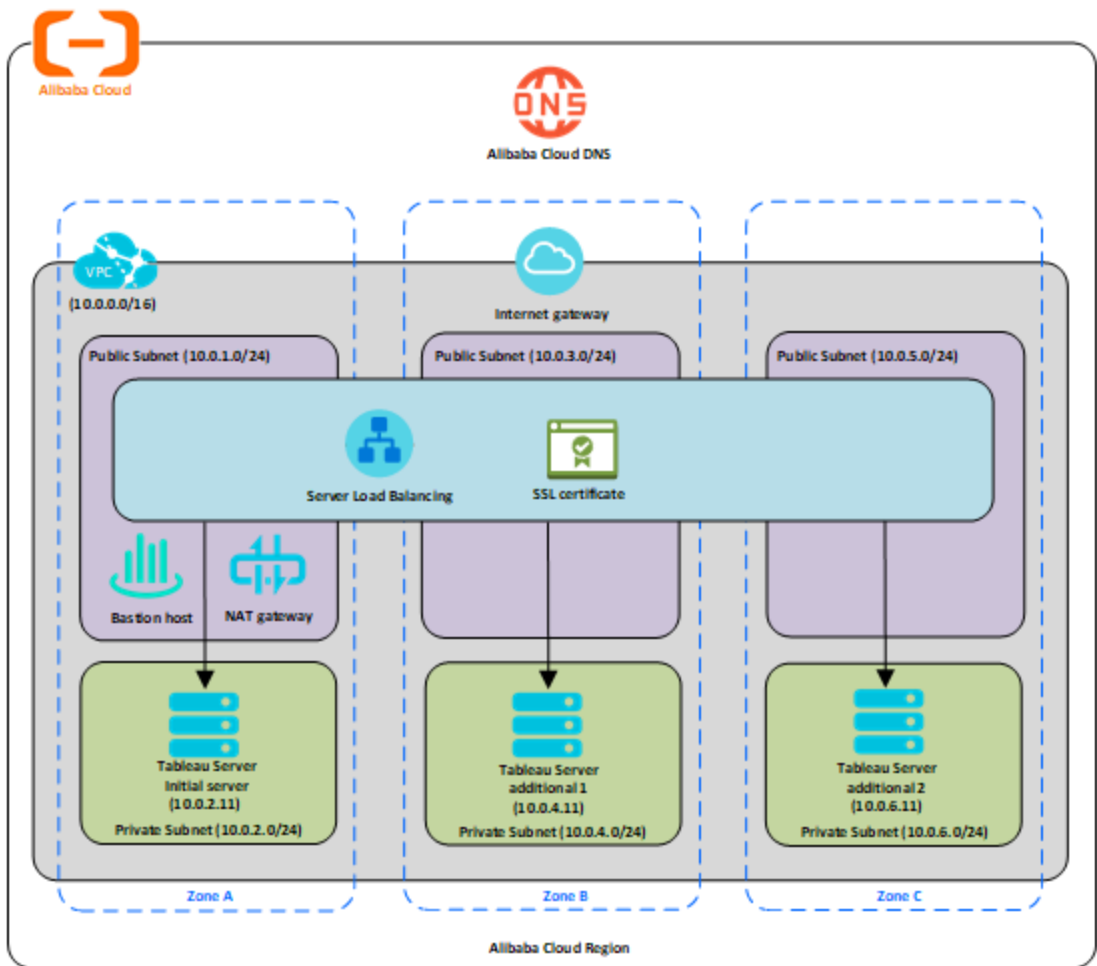 Alibaba Cloud
DNS
Alibaba Cloud DNS
VPC
(10.0.0.0/16)
Internet gateway
Public Subnet (10.0.1.0/24)
Public Subnet (10.0.3.0/24)
Public Subnet (10.0.5.0/24)
Server Load Balancing
SSL certificate
Bastion host
NAT gateway
Tableau Server
Initial server
(10.0.2.11)
Private Subnet (10.0.2.0/24)
Tableau Server
additional 1
(10.0.4.11)
Private Subnet (10.0.4.0/24)
Tableau Server
additional 2
(10.0.6.11)
Private Subnet (10.0.6.0/24)
Zone A
Zone B
Zone C
Alibaba Cloud Region